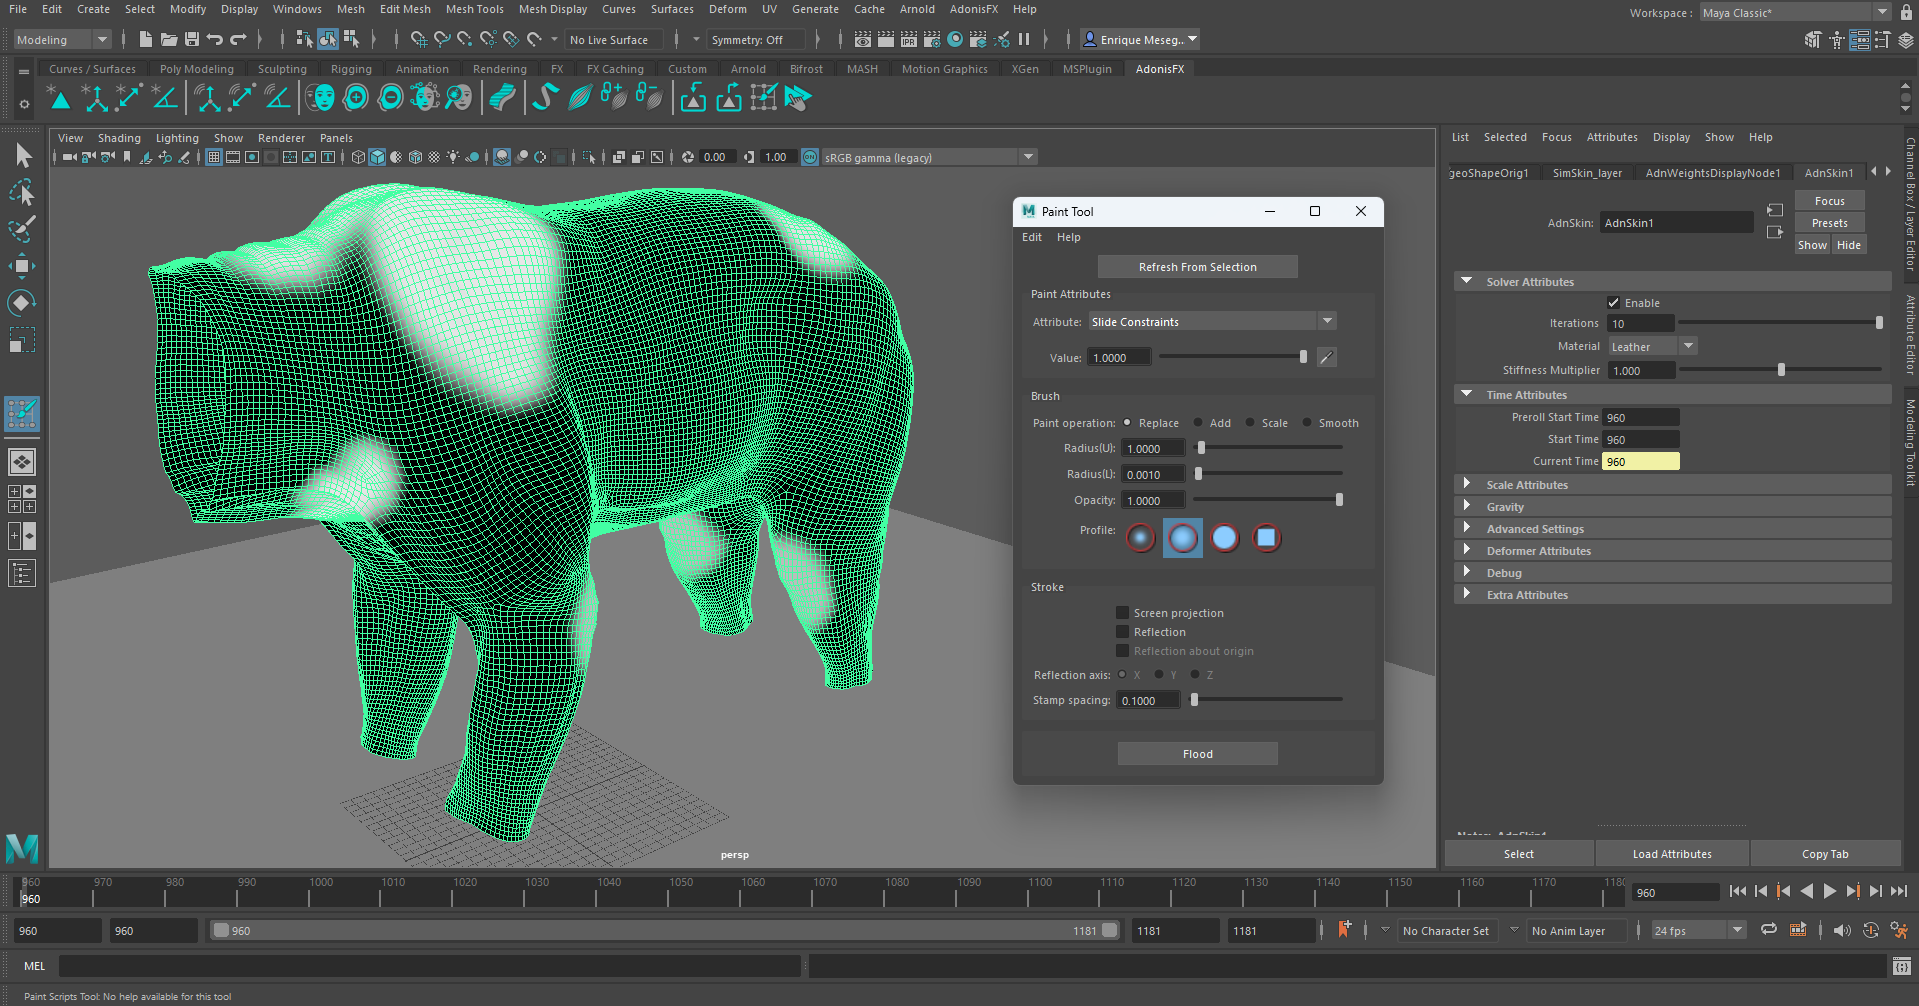 File Edit Create Select Modify Display Windows Mesh Edit Mesh Mesh Tools Mesh Display Curves Surfaces Deform UV Generate Cache Arnold AdonisFX Help
Workspace : Maya Classic*
Modeling No Live Surface Symmetry: Off IPR Enrique Meseg...
Curves / Surfaces Poly Modeling Sculpting Rigging Animation Rendering FX FX Caching Custom Arnold Bifrost MASH Motion Graphics XGen MSPlugin AdonisFX
View Shading Lighting Show Renderer Panels
0.00 1.00 ON sRGB gamma (legacy)
persp
Paint Tool
Edit Help
Refresh From Selection
Paint Attributes
Attribute: Slide Constraints
Value: 1.0000
Brush
Paint operation: Replace Add Scale Smooth
Radius(U): 1.0000
Radius(L): 0.0010
Opacity: 1.0000
Profile:
Stroke
Screen projection
Reflection
Reflection about origin
Reflection axis: X Y Z
Stamp spacing: 0.1000
Flood
List Selected Focus Attributes Display Show Help
geoShapeOrig1 SimSkin_layer AdnWeightsDisplayNode1 AdnSkin1
Focus
AdnSkin: AdnSkin1
Presets
Show Hide
Solver Attributes
Enable
Iterations 10
Material Leather
Stiffness Multiplier 1.000
Time Attributes
Preroll Start Time 960
Start Time 960
Current Time 960
Scale Attributes
Gravity
Advanced Settings
Deformer Attributes
Debug
Extra Attributes
Notes: AdnSkin1
Select Load Attributes Copy Tab
Channel Box / Layer Editor
Attribute Editor
Modeling Toolkit
960 970 980 990 1000 1010 1020 1030 1040 1050 1060 1070 1080 1090 1100 1110 1120 1130 1140 1150 1160 1170 1180
960
960
960 960 960 1181 1181 1181 No Character Set No Anim Layer 24 fps
MEL
Paint Scripts Tool: No help available for this tool